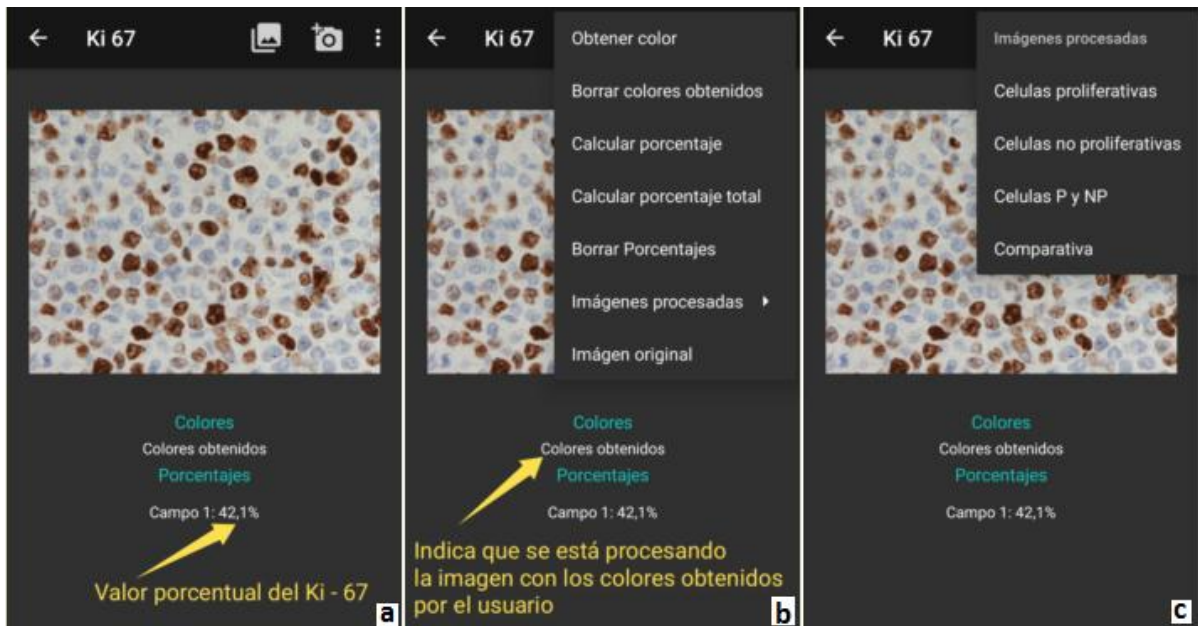 Ki 67
Colores
Colores obtenidos
Porcentajes
Campo 1: 42,1%
Valor porcentual del Ki - 67
a
Ki 67
Obtener color
Borrar colores obtenidos
Calcular porcentaje
Calcular porcentaje total
Borrar Porcentajes
Imágenes procesadas
Imágen original
Colores
Colores obtenidos
Porcentajes
Campo 1: 42,1%
Indica que se está procesando
la imagen con los colores obtenidos
por el usuario
b
Ki 67
Imágenes procesadas
Celulas proliferativas
Celulas no proliferativas
Celulas P y NP
Comparativa
Colores
Colores obtenidos
Porcentajes
Campo 1: 42,1%
c